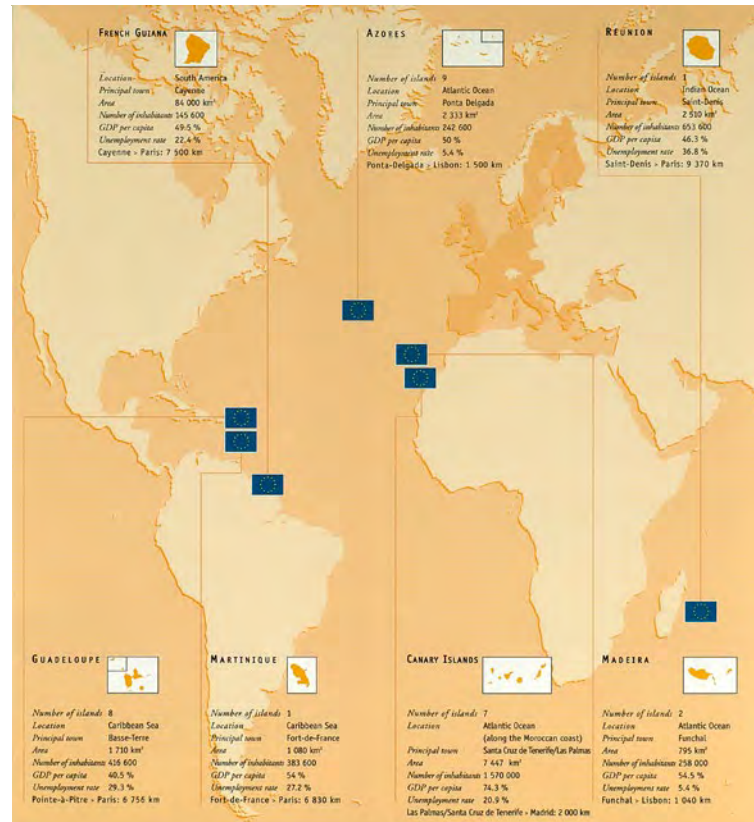 FRENCH GUIANA
Location South America
Principal town Cayenne
Area 84 000 km²
Number of inhabitants 145 600
GDP per capita 49.5 %
Unemployment rate 22.4 %
Cayenne - Paris: 7 500 km
AZORES
Number of islands 9
Location Atlantic Ocean
Principal town Ponta Delgada
Area 2 333 km²
Number of inhabitants 242 600
GDP per capita 50 %
Unemployment rate 5.4 %
Ponta-Delgada - Lisbon: 1 500 km
RÉUNION
Number of islands 1
Location Indian Ocean
Principal town Saint-Denis
Area 2 510 km²
Number of inhabitants 653 600
GDP per capita 46.3 %
Unemployment rate 36.8 %
Saint-Denis - Paris: 9 370 km
GUADELOUPE
Number of islands 8
Location Caribbean Sea
Principal town Basse-Terre
Area 1 710 km²
Number of inhabitants 416 600
GDP per capita 40.5 %
Unemployment rate 29.3 %
Pointe-à-Pitre - Paris: 6 756 km
MARTINIQUE
Number of islands 1
Location Caribbean Sea
Principal town Fort-de-France
Area 1 080 km²
Number of inhabitants 383 600
GDP per capita 54 %
Unemployment rate 27.2 %
Fort-de-France - Paris: 6 830 km
CANARY ISLANDS
Number of islands 7
Location Atlantic Ocean
(along the Moroccan coast)
Principal town Santa Cruz de Tenerife/Las Palmas
Area 7 447 km²
Number of inhabitants 1 570 000
GDP per capita 74.3 %
Unemployment rate 20.9 %
Las Palmas/Santa Cruz de Tenerife - Madrid: 2 000 km
MADEIRA
Number of islands 2
Location Atlantic Ocean
Principal town Funchal
Area 795 km²
Number of inhabitants 258 000
GDP per capita 54.5 %
Unemployment rate 5.4 %
Funchal - Lisbon: 1 040 km